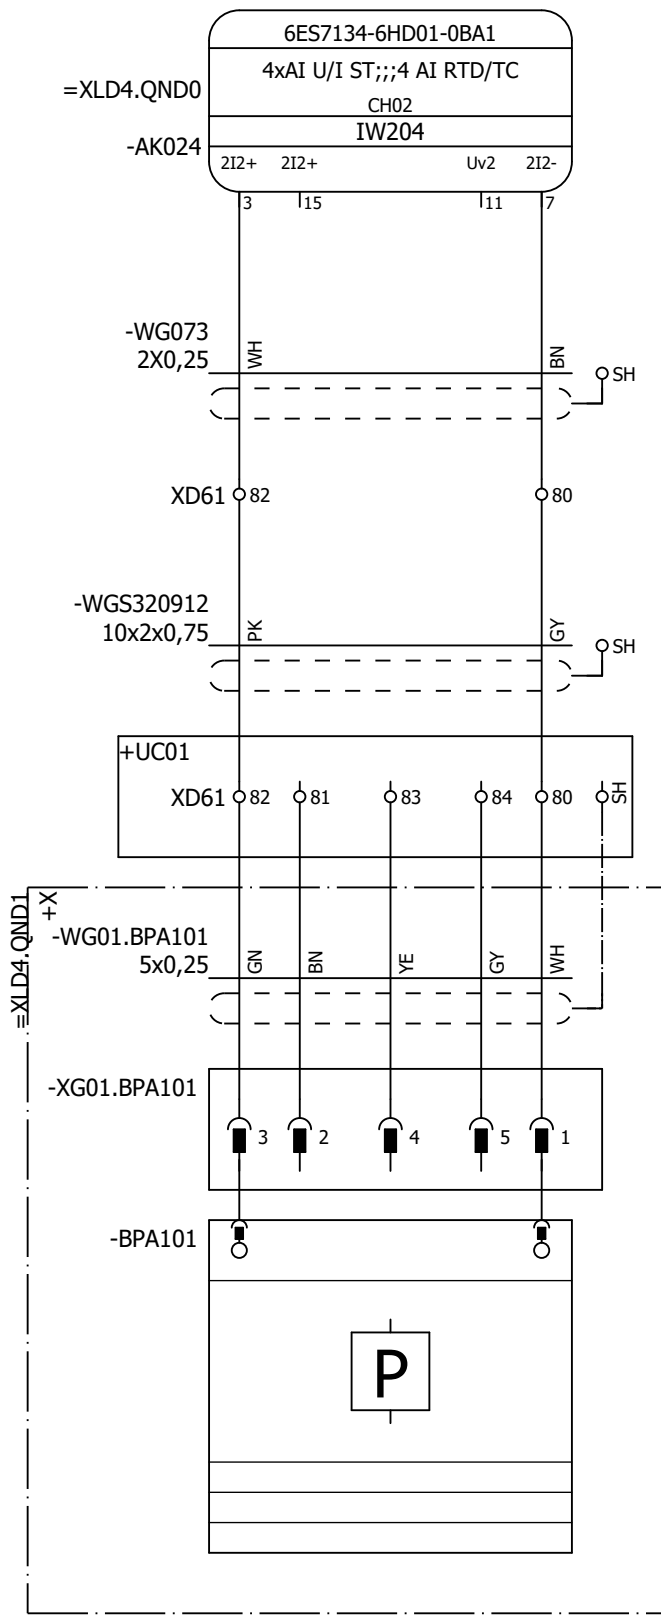 6ES7134-6HD01-0BA1
=XLD4.QND0
4xAI U/I ST;;;4 AI RTD/TC
CH02
-AK024
IW204
2I2+ 2I2+ Uv2 2I2-
3 15 11 7
-WG073
2X0,25
WH BN SH
XD61 82 80
-WGS320912
10x2x0,75
PK GY SH
+UC01
XD61 82 81 83 84 80 SH
=XLD4.QND1
+X
-WG01.BPA101
5x0,25
GN BN YE GY WH
-XG01.BPA101
3 2 4 5 1
-BPA101
P